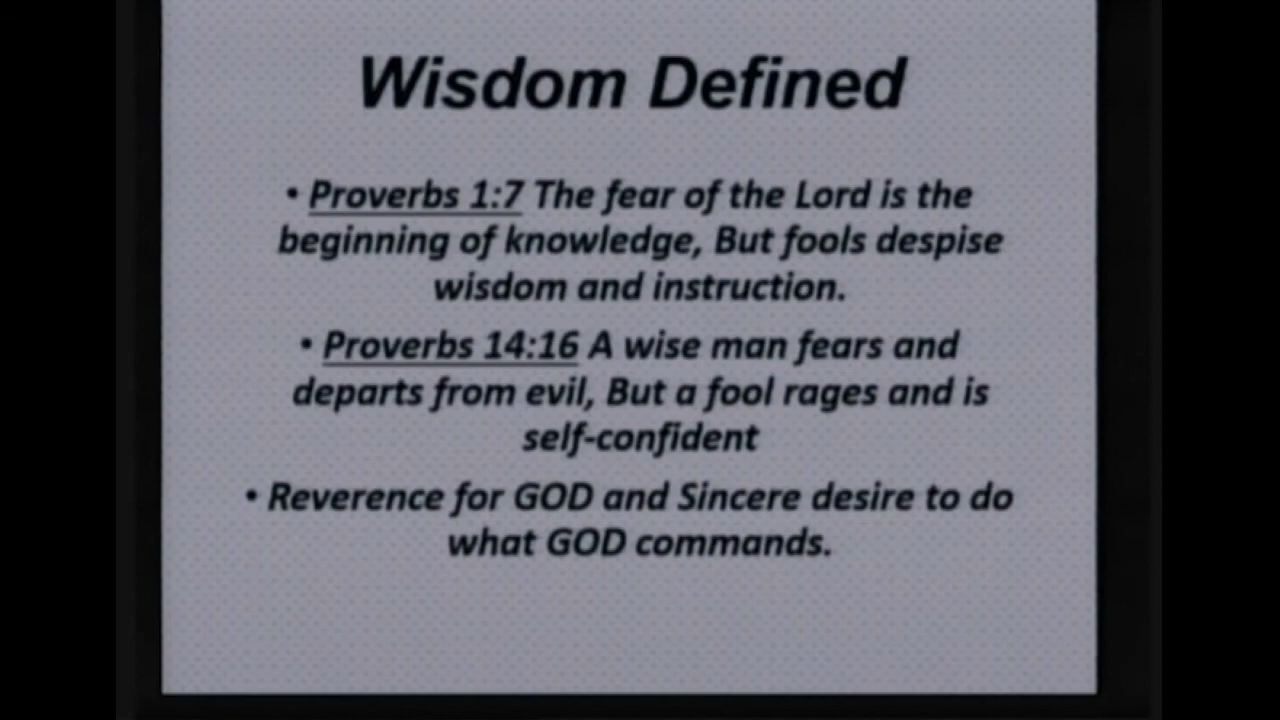 Wisdom Defined
• Proverbs 1:7 The fear of the Lord is the
beginning of knowledge, But fools despise
wisdom and instruction.
• Proverbs 14:16 A wise man fears and
departs from evil, But a fool rages and is
self-confident
• Reverence for GOD and Sincere desire to do
what GOD commands.